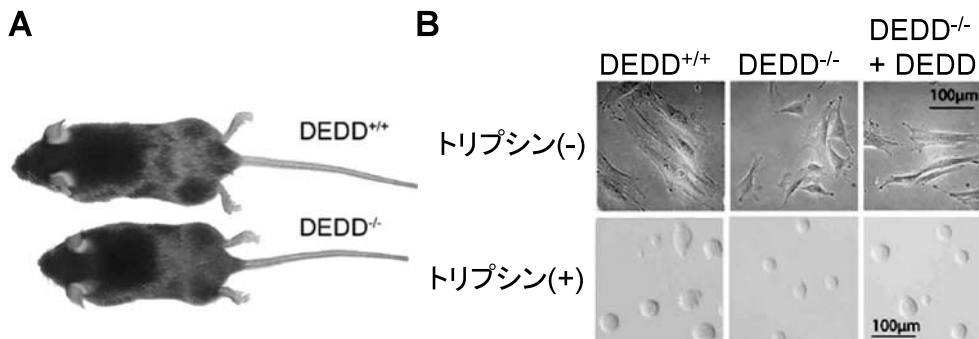 A
DEDD+/+
DEDD-/-
B
DEDD+/+
DEDD-/-
DEDD-/-
+ DEDD
トリプシン(-)
100μm
トリプシン(+)
100μm